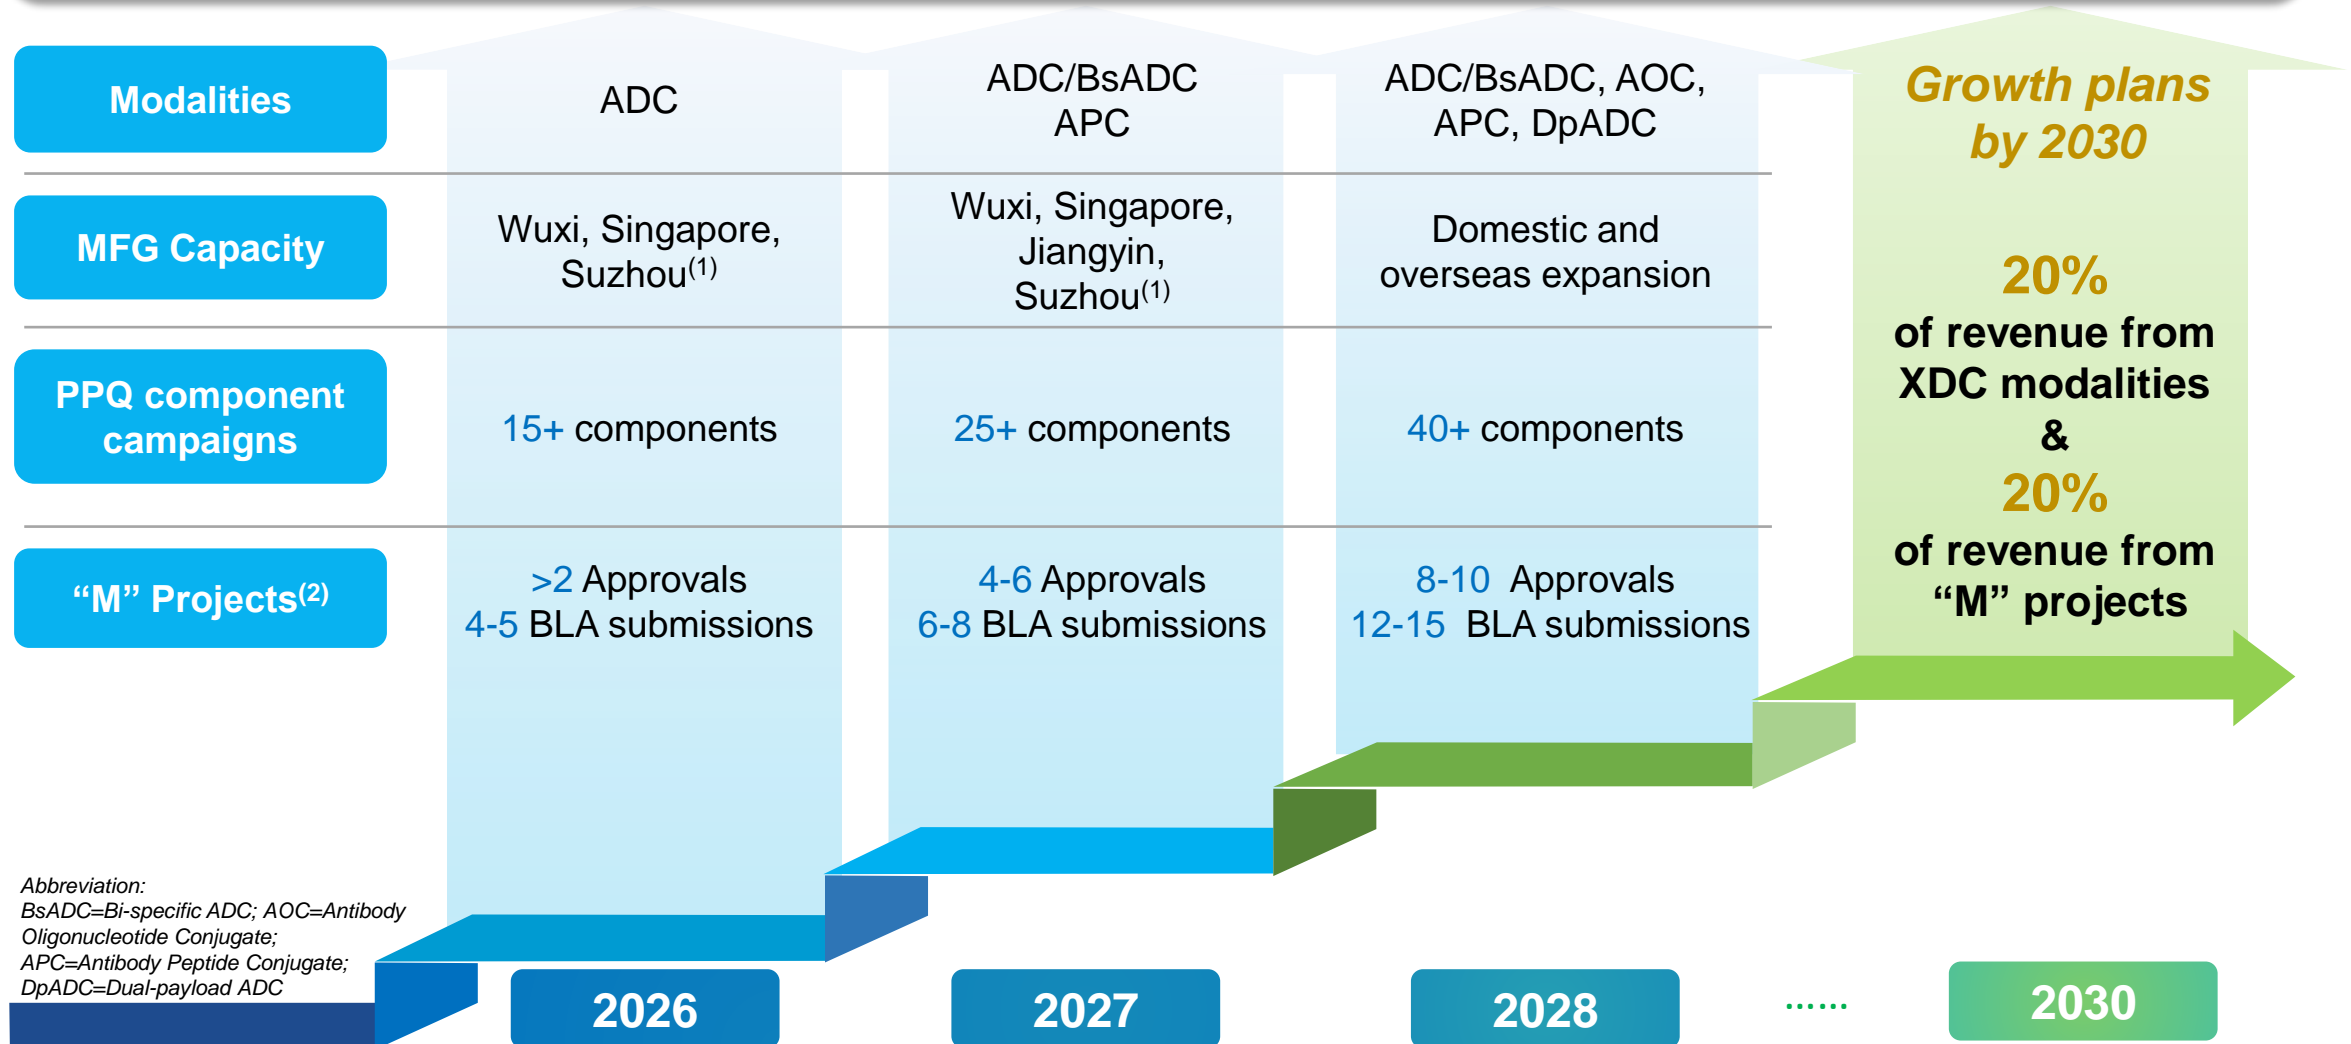 Modalities
ADC
ADC/BsADC
APC
ADC/BsADC, AOC,
APC, DpADC
Growth plans
by 2030
MFG Capacity
Wuxi, Singapore,
Suzhou(1)
Wuxi, Singapore,
Jiangyin,
Suzhou(1)
Domestic and
overseas expansion
20%
of revenue from
XDC modalities
&
20%
of revenue from
“M” projects
PPQ component
campaigns
15+ components
25+ components
40+ components
“M” Projects(2)
>2 Approvals
4-5 BLA submissions
4-6 Approvals
6-8 BLA submissions
8-10 Approvals
12-15 BLA submissions
Abbreviation:
BsADC=Bi-specific ADC; AOC=Antibody
Oligonucleotide Conjugate;
APC=Antibody Peptide Conjugate;
DpADC=Dual-payload ADC
2026
2027
2028
......
2030